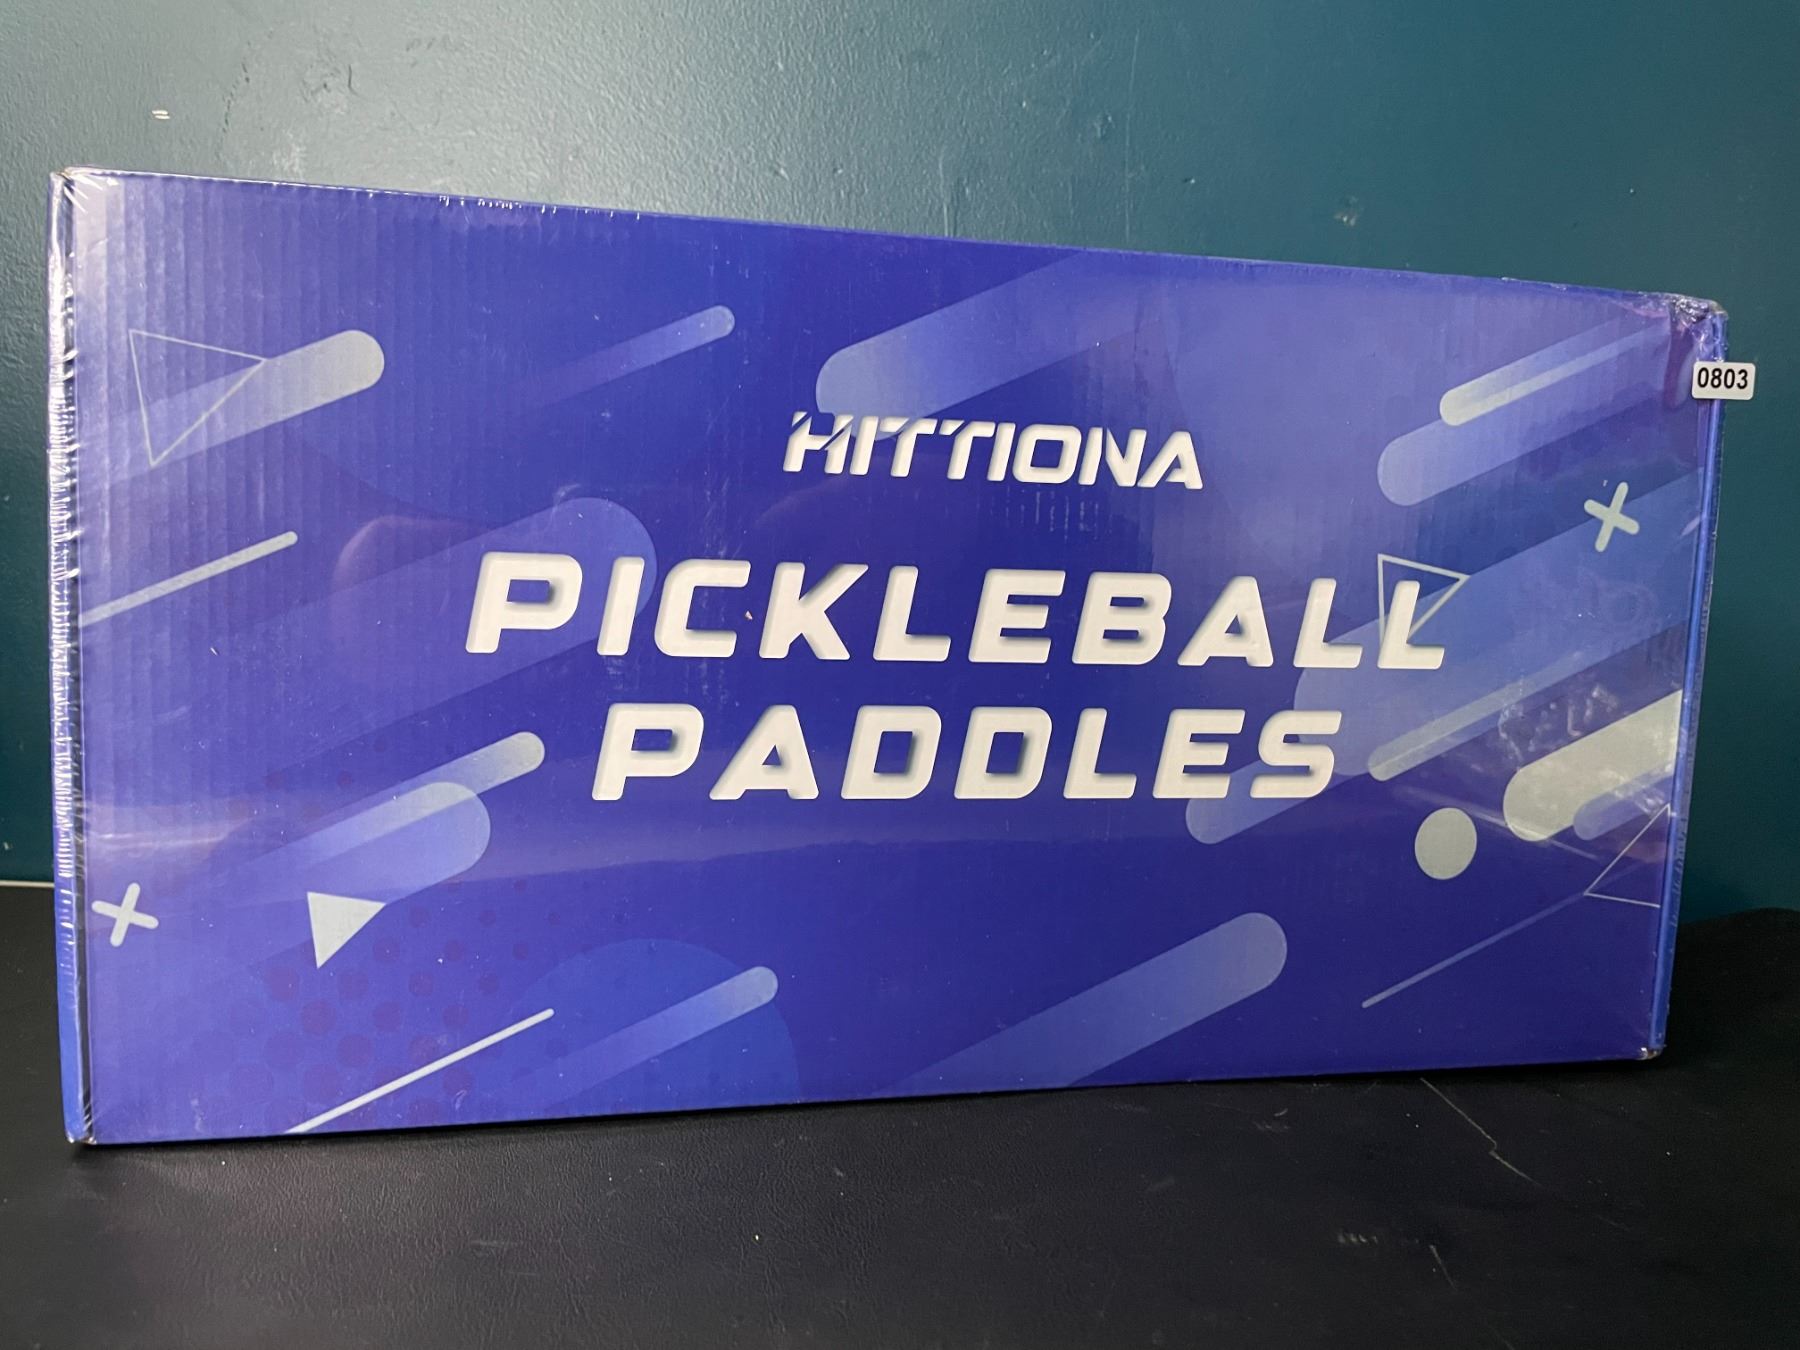 0803
HITTIONA
PICKLEBALL
PADDLES